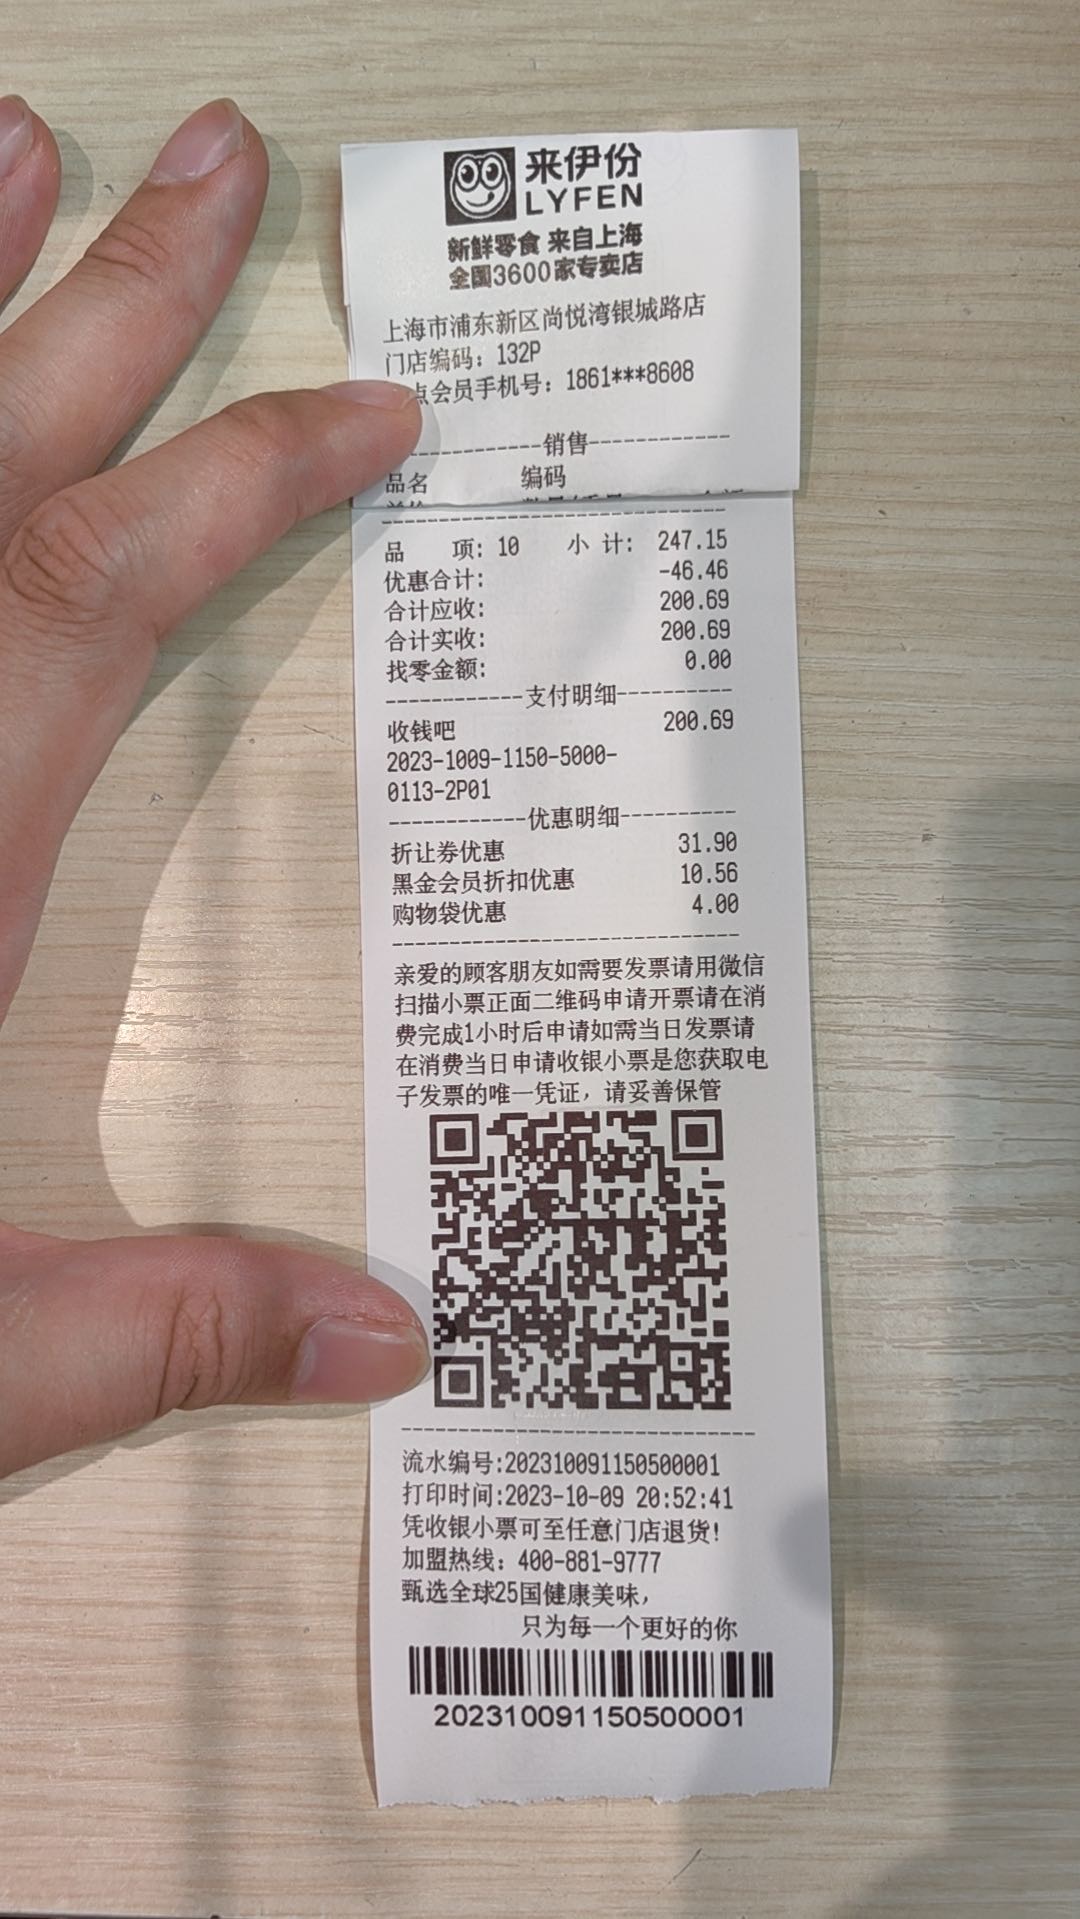 来伊份
LYFEN
新鲜零食 来自上海
全国3600家专卖店
上海市浦东新区尚悦湾银城路店
门店编码：132P
点会员手机号：1861***8608
------------销售------------
品名 编码
品 项: 10 小 计: 247.15
优惠合计: -46.46
合计应收: 200.69
合计实收: 200.69
找零金额: 0.00
------------支付明细----------
收钱吧 200.69
2023-1009-1150-5000-
0113-2P01
------------优惠明细----------
折让券优惠 31.90
黑金会员折扣优惠 10.56
购物袋优惠 4.00
亲爱的顾客朋友如需要发票请用微信
扫描小票正面二维码申请开票请在消
费完成1小时后申请如需当日发票请
在消费当日申请收银小票是您获取电
子发票的唯一凭证，请妥善保管
流水编号:202310091150500001
打印时间:2023-10-09 20:52:41
凭收银小票可至任意门店退货!
加盟热线：400-881-9777
甄选全球25国健康美味，
只为每一个更好的你
202310091150500001